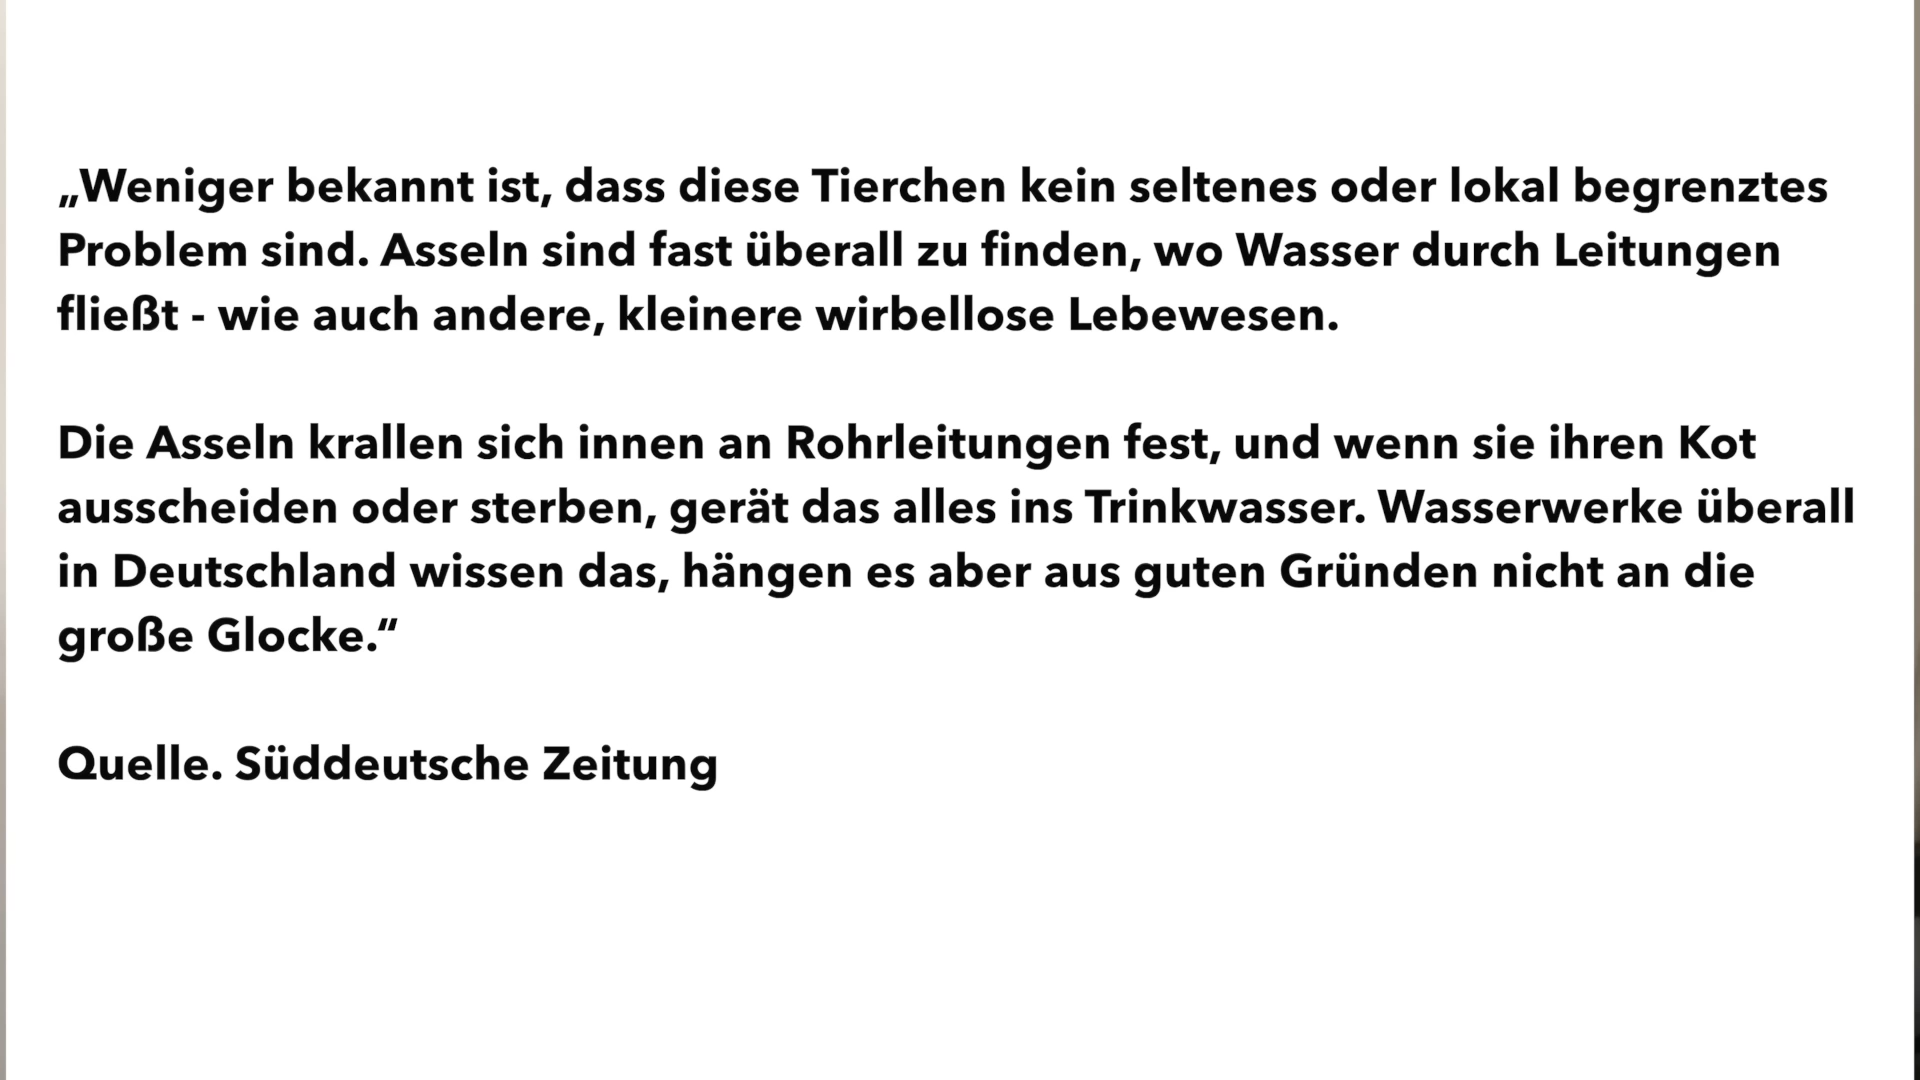 „Weniger bekannt ist, dass diese Tierchen kein seltenes oder lokal begrenztes
Problem sind. Asseln sind fast überall zu finden, wo Wasser durch Leitungen
fließt - wie auch andere, kleinere wirbellose Lebewesen.
Die Asseln krallen sich innen an Rohrleitungen fest, und wenn sie ihren Kot
ausscheiden oder sterben, gerät das alles ins Trinkwasser. Wasserwerke überall
in Deutschland wissen das, hängen es aber aus guten Gründen nicht an die
große Glocke.“
Quelle. Süddeutsche Zeitung